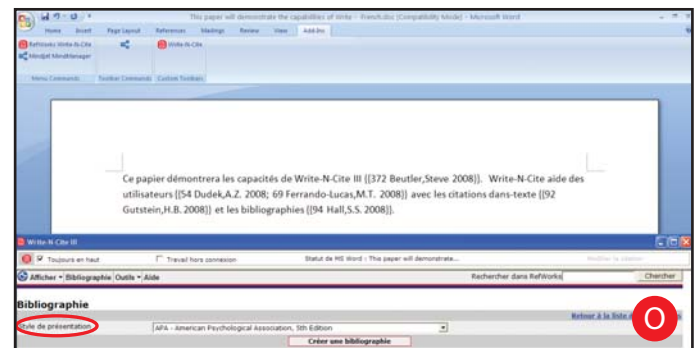 This paper will demonstrate the capabilities of Write - French.doc [Compatibility Mode] - Microsoft Word
Home Insert Page Layout References Mailings Review View Add-Ins
RefWorks Write-N-Cite Write-N-Cite
Mindjet MindManager
Menu Commands Toolbar Commands Custom Toolbars
Ce papier démontrera les capacités de Write-N-Cite III {{372 Beutler,Steve 2008}}. Write-N-Cite aide des
utilisateurs {{54 Dudek,A.Z. 2008; 69 Ferrando-Lucas,M.T. 2008}} avec les citations dans-texte {{92
Gutstein,H.B. 2008}} et les bibliographies {{94 Hall,S.S. 2008}}.
Write-N-Cite III
Toujours en haut Travail hors connexion Statut de MS Word : This paper will demonstrate... Modifier la citation
Afficher Bibliographie Outils Aide Rechercher dans RefWorks Chercher
Bibliographie
Retour à la liste
Style de présentation APA - American Psychological Association, 5th Edition
O
Créer une bibliographie